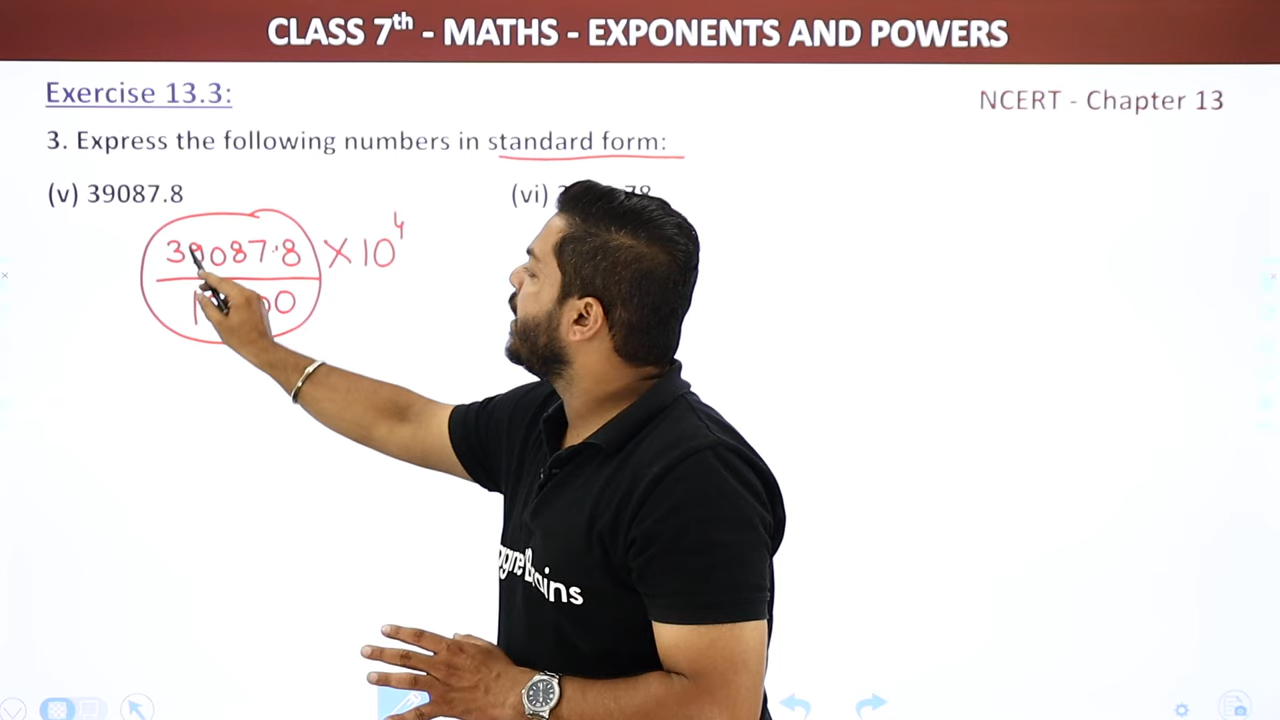 CLASS 7th - MATHS - EXPONENTS AND POWERS
Exercise 13.3:
NCERT - Chapter 13
3. Express the following numbers in standard form:
(v) 39087.8
(vi)
39087.8 × 10^4